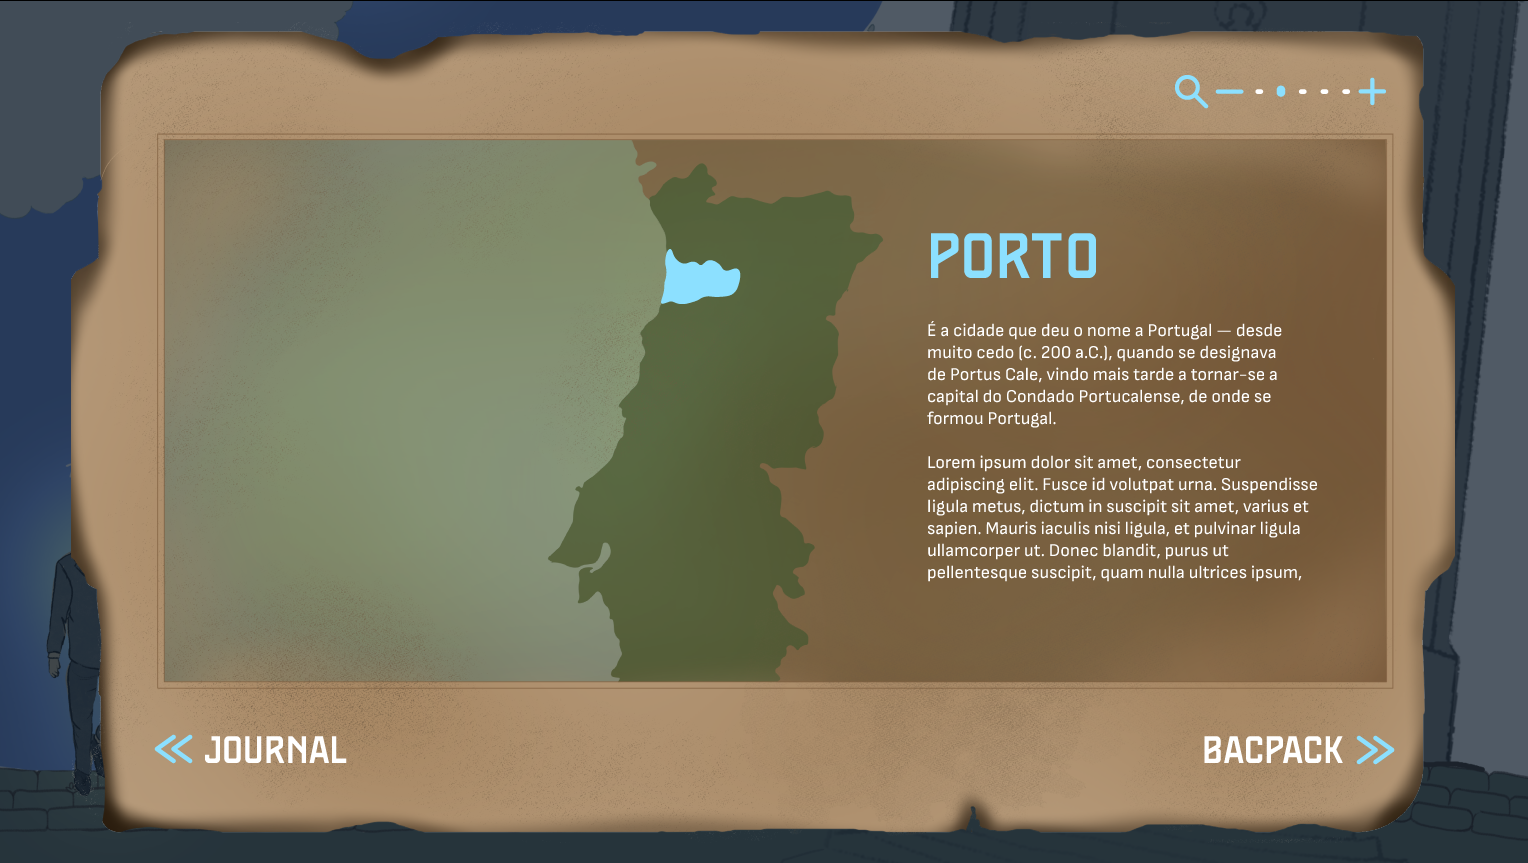 PORTO
É a cidade que deu o nome a Portugal — desde
muito cedo (c. 200 a.C.), quando se designava
de Portus Cale, vindo mais tarde a tornar-se a
capital do Condado Portucalense, de onde se
formou Portugal.
Lorem ipsum dolor sit amet, consectetur
adipiscing elit. Fusce id volutpat urna. Suspendisse
ligula metus, dictum in suscipit sit amet, varius et
sapien. Mauris iaculis nisi ligula, et pulvinar ligula
ullamcorper ut. Donec blandit, purus ut
pellentesque suscipit, quam nulla ultrices ipsum,
JOURNAL
BACPACK